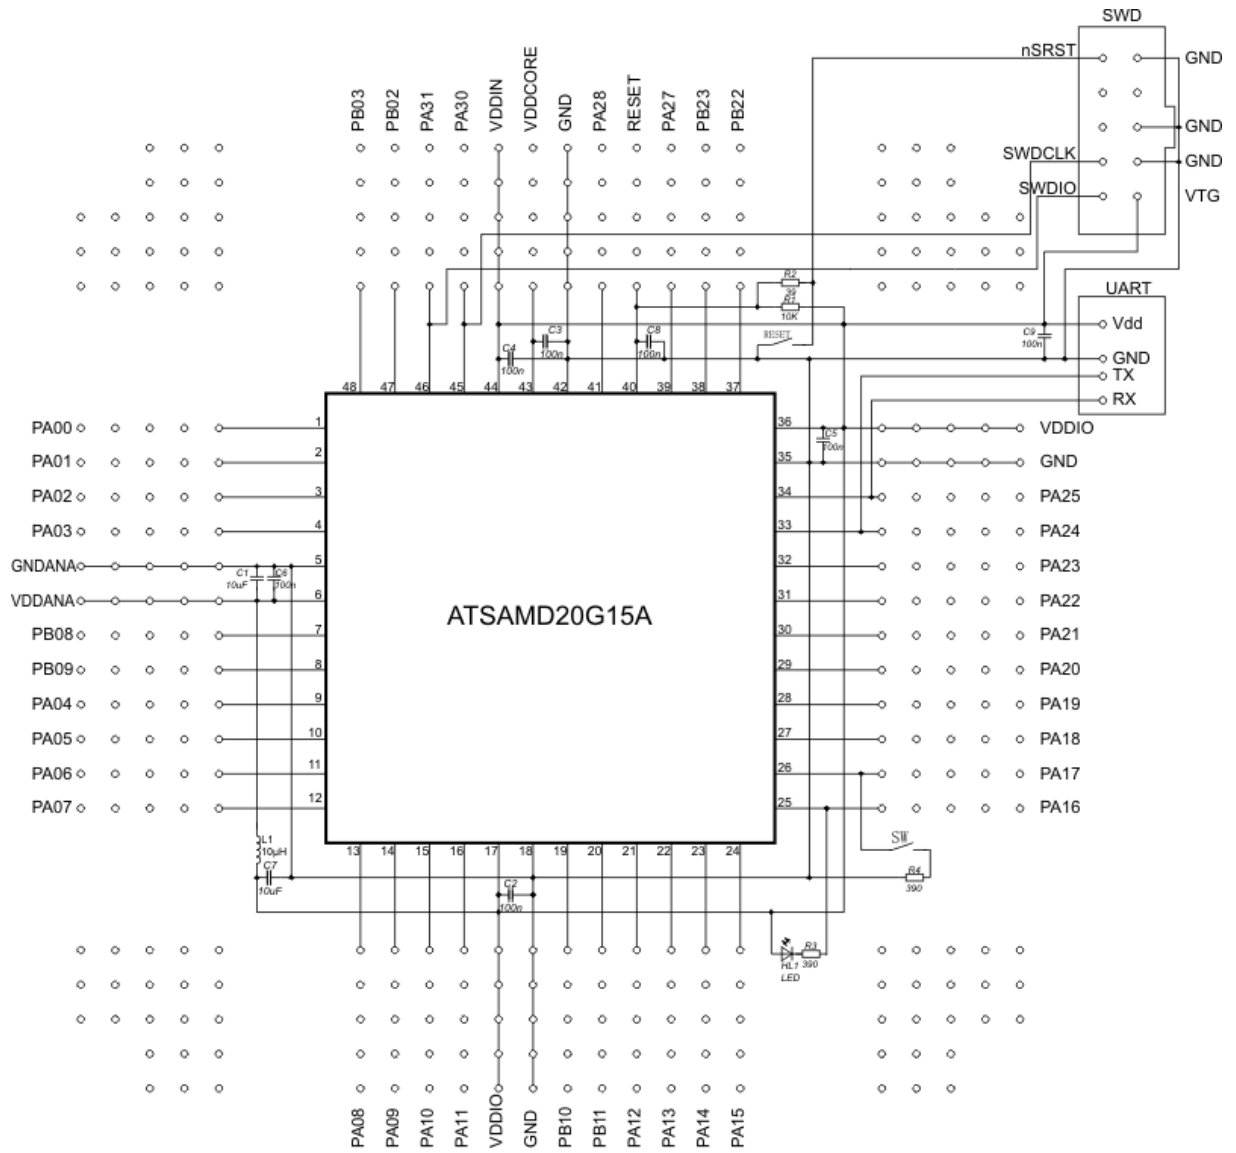 SWD
nSRST
GND
GND
SWDCLK
GND
SWDIO
VTG
PB03
PB02
PA31
PA30
VDDIN
VDDCORE
GND
PA28
RESET
PA27
PB23
PB22
R2
39
R1
10K
RESET
UART
Vdd
GND
TX
RX
C9
100n
C3
100n
C4
100n
C8
100n
48
47
46
45
44
43
42
41
40
39
38
37
PA00
PA01
PA02
PA03
GNDANA
VDDANA
PB08
PB09
PA04
PA05
PA06
PA07
1
2
3
4
5
6
7
8
9
10
11
12
C1
10uF
C6
100n
ATSAMD20G15A
36
35
34
33
32
31
30
29
28
27
26
25
C5
100n
VDDIO
GND
PA25
PA24
PA23
PA22
PA21
PA20
PA19
PA18
PA17
PA16
L1
10µH
C7
10uF
13
14
15
16
17
18
19
20
21
22
23
24
C2
100n
SW
R4
390
R3
390
HL1
LED
PA08
PA09
PA10
PA11
VDDIO
GND
PB10
PB11
PA12
PA13
PA14
PA15